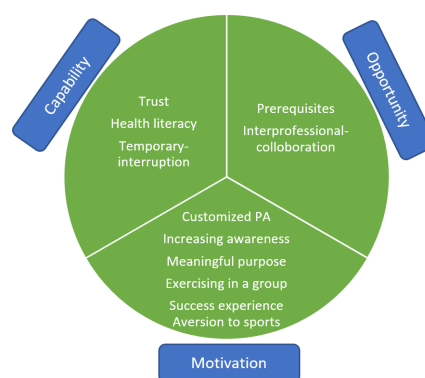 Capability
Opportunity
Trust
Health literacy
Temporary-
interruption
Prerequisites
Interprofessional-
colloboration
Customized PA
Increasing awareness
Meaningful purpose
Exercising in a group
Success experience
Aversion to sports
Motivation